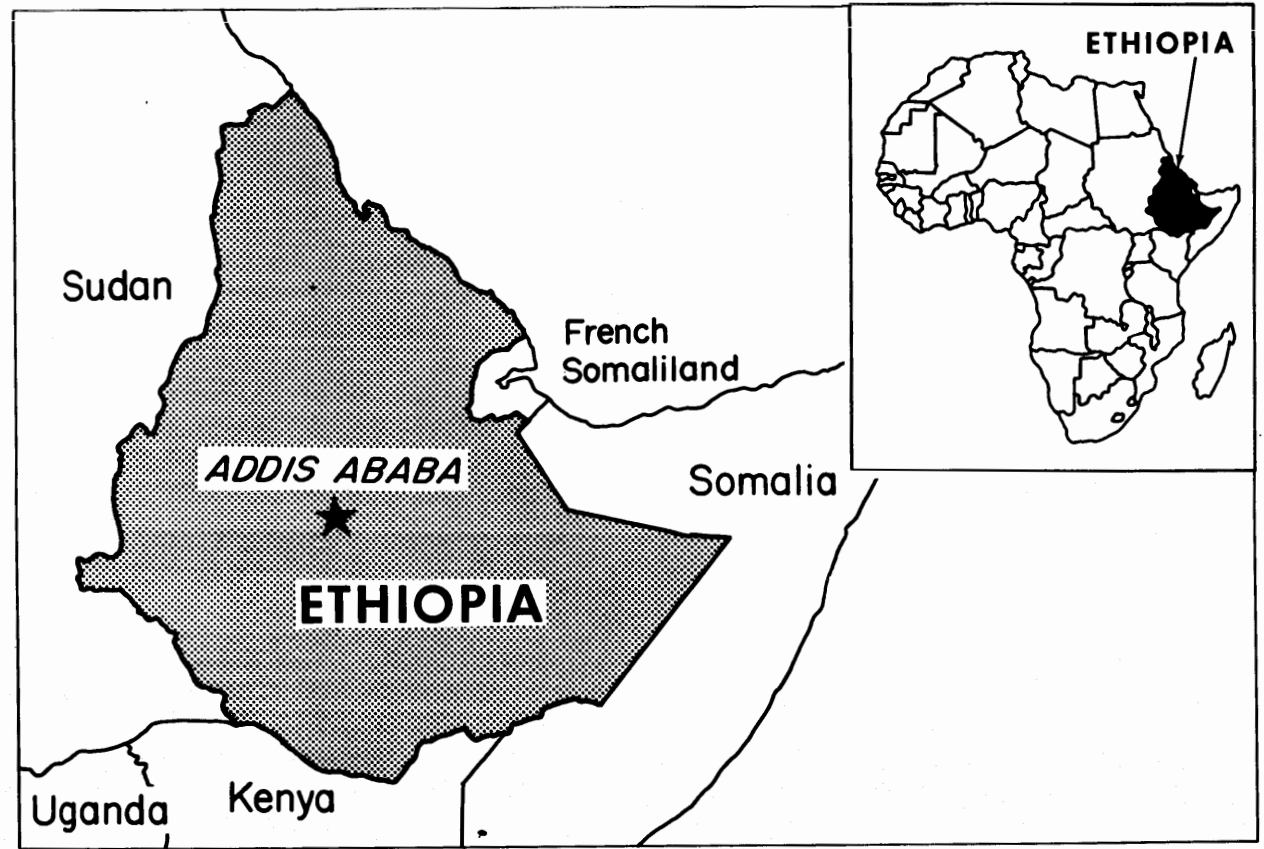 ETHIOPIA
Sudan
French
Somaliland
ADDIS ABABA
Somalia
ETHIOPIA
Uganda
Kenya